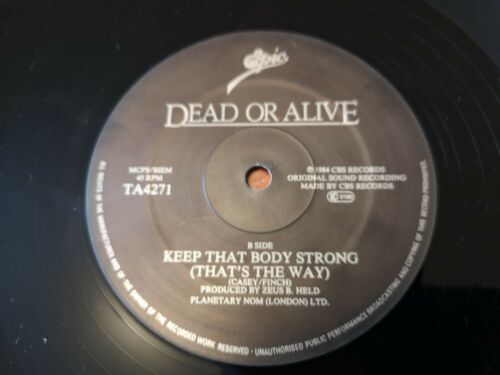 Epic
DEAD OR ALIVE
MCPS/BIEM
45 RPM
TA4271
℗1984 CBS RECORDS
ORIGINAL SOUND RECORDING
MADE BY CBS RECORDS
B SIDE
KEEP THAT BODY STRONG
(THAT'S THE WAY)
(CASEY/FINCH)
PRODUCED BY ZEUS B. HELD
PLANETARY NOM (LONDON) LTD.
ALL RIGHTS OF THE MANUFACTURER AND OF THE OWNER OF THE RECORDED WORK RESERVED · UNAUTHORISED PUBLIC PERFORMANCE BROADCASTING AND COPYING OF THIS RECORD PROHIBITED.